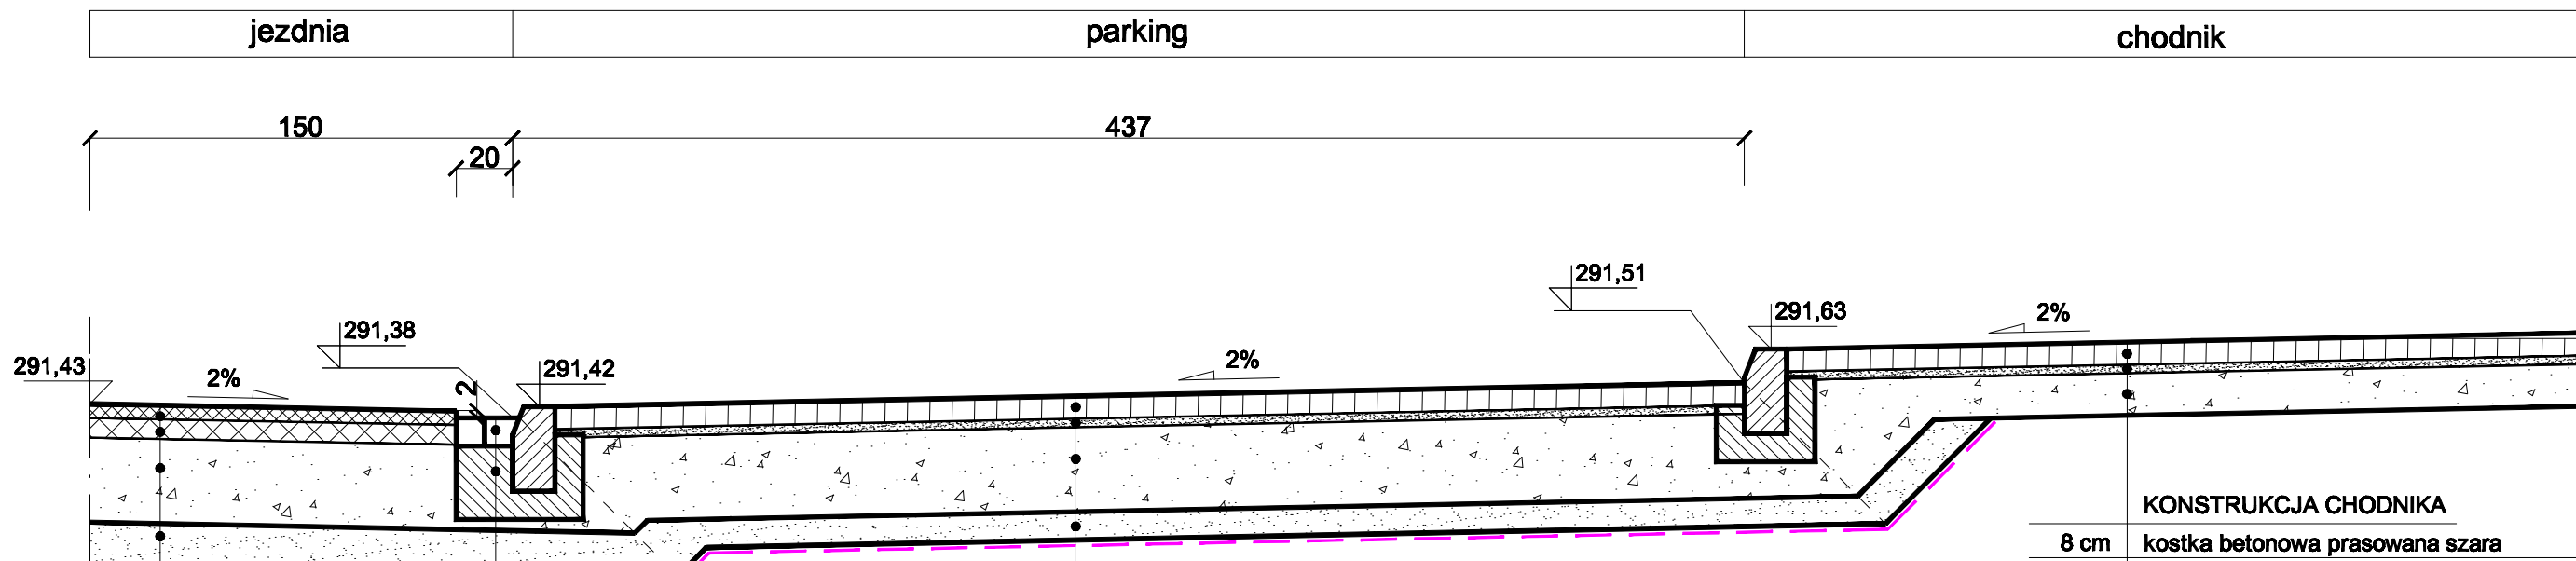 jezdnia parking chodnik
150 437
20
291,51
291,38 291,63 2%
291,43 2% 2 291,42 2%
KONSTRUKCJA CHODNIKA
8 cm kostka betonowa prasowana szara